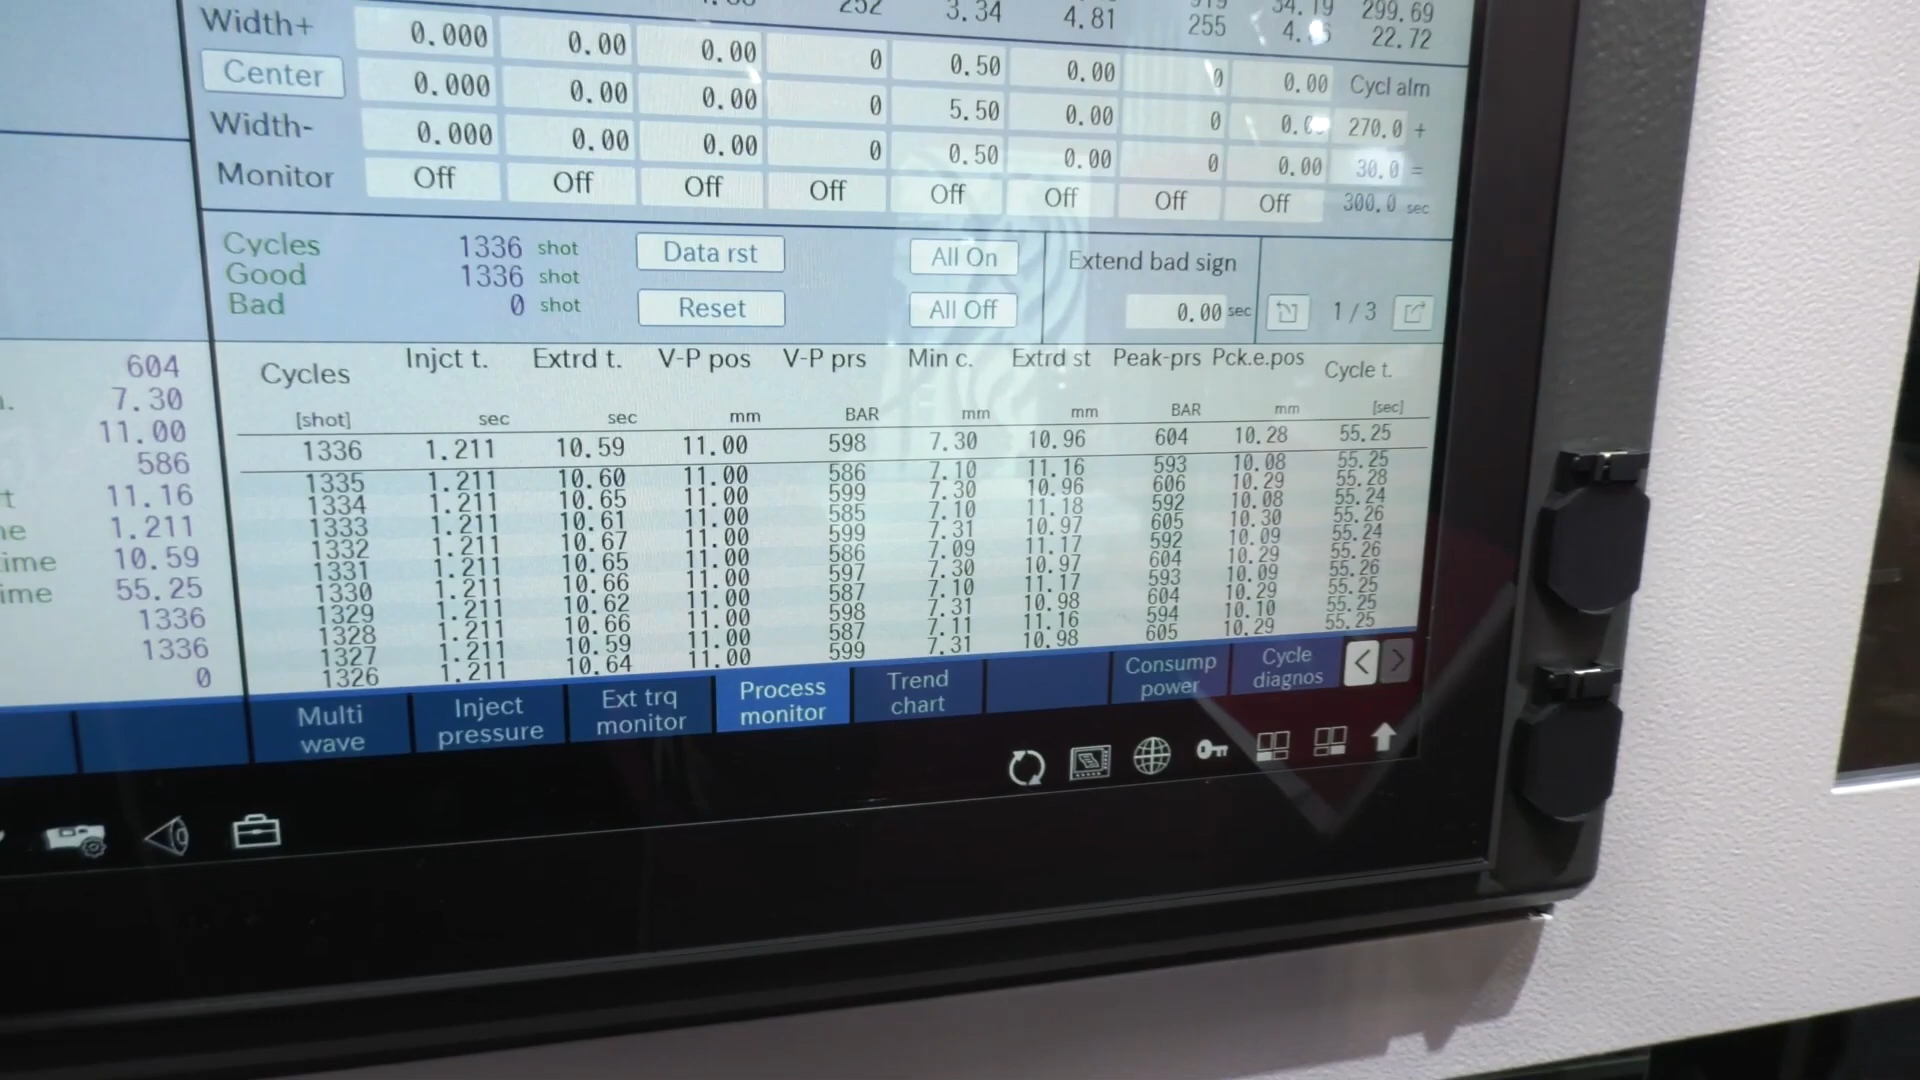 252 3.34 4.81 255 34.19 299.69
22.72
Width+ 0.000 0.00 0.00 0 0.50 0.00 0 0.00 Cycl alm
Center 0.000 0.00 0.00 0 5.50 0.00 0 270.0 +
Width- 0.000 0.00 0.00 0 0.50 0.00 0 0.00 30.0 =
Monitor Off Off Off Off Off Off Off Off 300.0 sec
Cycles 1336 shot Data rst All On Extend bad sign
Good 1336 shot
Bad 0 shot Reset All Off 0.00 sec 1 / 3
604
7.30
11.00
586
11.16
1.211
10.59
55.25
1336
1336
0
Cycles Injct t. Extrd t. V-P pos V-P prs Min c. Extrd st Peak-prs Pck.e.pos Cycle t.
[shot] sec sec mm BAR mm mm BAR mm [sec]
1336 1.211 10.59 11.00 598 7.30 10.96 604 10.28 55.25
1335 1.211 10.60 11.00 586 7.10 11.16 593 10.08 55.25
1334 1.211 10.65 11.00 599 7.30 10.96 606 10.29 55.28
1333 1.211 10.61 11.00 585 7.10 11.18 592 10.08 55.24
1332 1.211 10.67 11.00 599 7.31 10.97 605 10.30 55.26
1331 1.211 10.65 11.00 586 7.09 11.17 592 10.09 55.24
1330 1.211 10.66 11.00 597 7.30 10.97 604 10.29 55.26
1329 1.211 10.62 11.00 587 7.10 11.17 593 10.09 55.26
1328 1.211 10.66 11.00 598 7.31 10.98 604 10.29 55.25
1327 1.211 10.59 11.00 587 7.11 11.16 594 10.10 55.25
1326 1.211 10.64 11.00 599 7.31 10.98 605 10.29 55.25
Multi wave
Inject pressure
Ext trq monitor
Process monitor
Trend chart
Consump power
Cycle diagnos